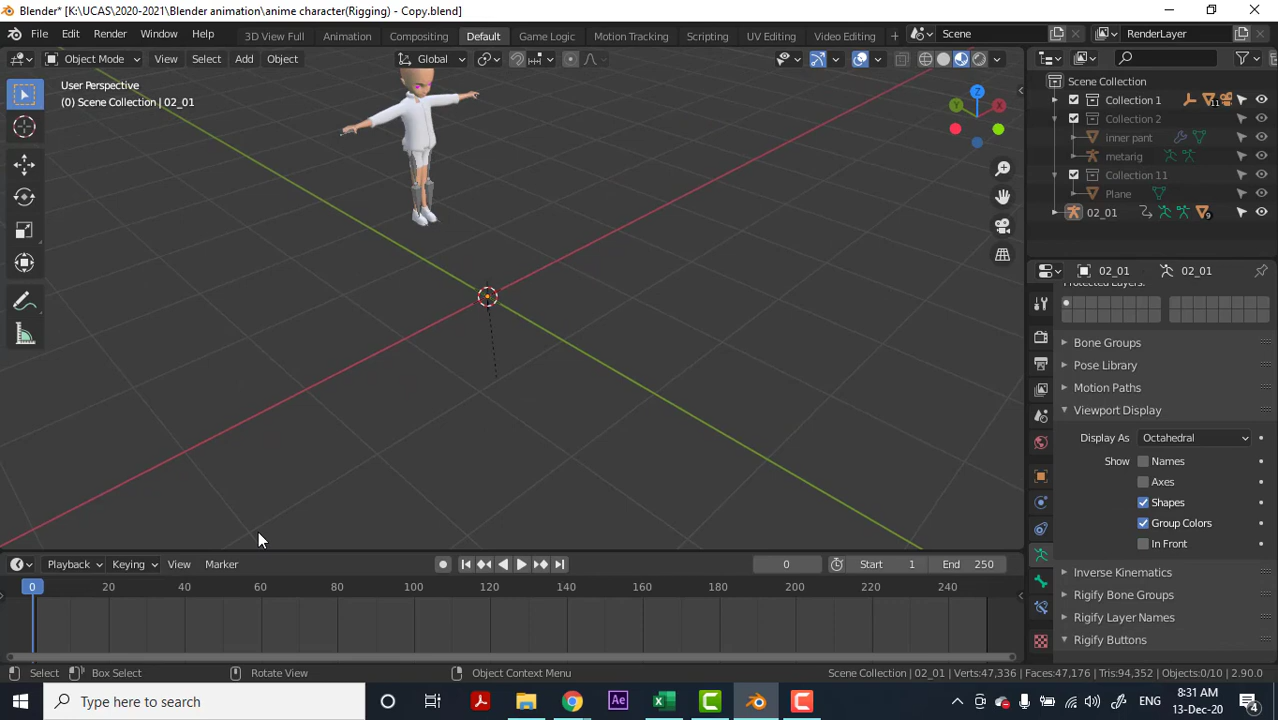 Blender* [K:\UCAS\2020-2021\Blender animation\anime character(Rigging) - Copy.blend]
File Edit Render Window Help 3D View Full Animation Compositing Default Game Logic Motion Tracking Scripting UV Editing Video Editing + Scene RenderLayer
Object Mode View Select Add Object Global
User Perspective
(0) Scene Collection | 02_01
Z
Y X
Scene Collection
Collection 1 11
Collection 2
inner pant
metarig
Collection 11
Plane
02_01 9
02_01 02_01
Protected Layers:
Bone Groups
Pose Library
Motion Paths
Viewport Display
Display As Octahedral
Show Names
Axes
Shapes
Group Colors
In Front
Inverse Kinematics
Rigify Bone Groups
Rigify Layer Names
Rigify Buttons
Playback Keying View Marker 0 Start 1 End 250
0 20 40 60 80 100 120 140 160 180 200 220 240
Select Box Select Rotate View Object Context Menu Scene Collection | 02_01 | Verts:47,336 | Faces:47,176 | Tris:94,352 | Objects:0/10 | 2.90.0
Type here to search Ae ENG 8:31 AM
13-Dec-20 4